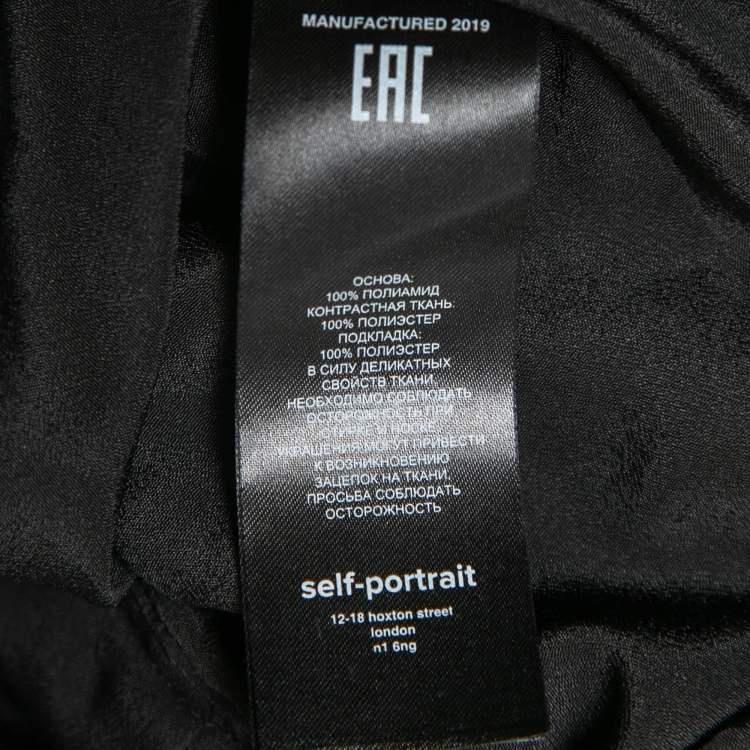 MANUFACTURED 2019
EAC
ОСНОВА:
100% ПОЛИАМИД
КОНТРАСТНАЯ ТКАНЬ:
100% ПОЛИЭСТЕР
ПОДКЛАДКА:
100% ПОЛИЭСТЕР
В СИЛУ ДЕЛИКАТНЫХ
СВОЙСТВ ТКАНИ,
НЕОБХОДИМО СОБЛЮДАТЬ
ОСТОРОЖНОСТЬ ПРИ
СТИРКЕ И НОСКЕ.
УКРАШЕНИЯ МОГУТ ПРИВЕСТИ
К ВОЗНИКНОВЕНИЮ
ЗАЦЕПОК НА ТКАНИ,
ПРОСЬБА СОБЛЮДАТЬ
ОСТОРОЖНОСТЬ
self-portrait
12-18 hoxton street
london
n1 6ng